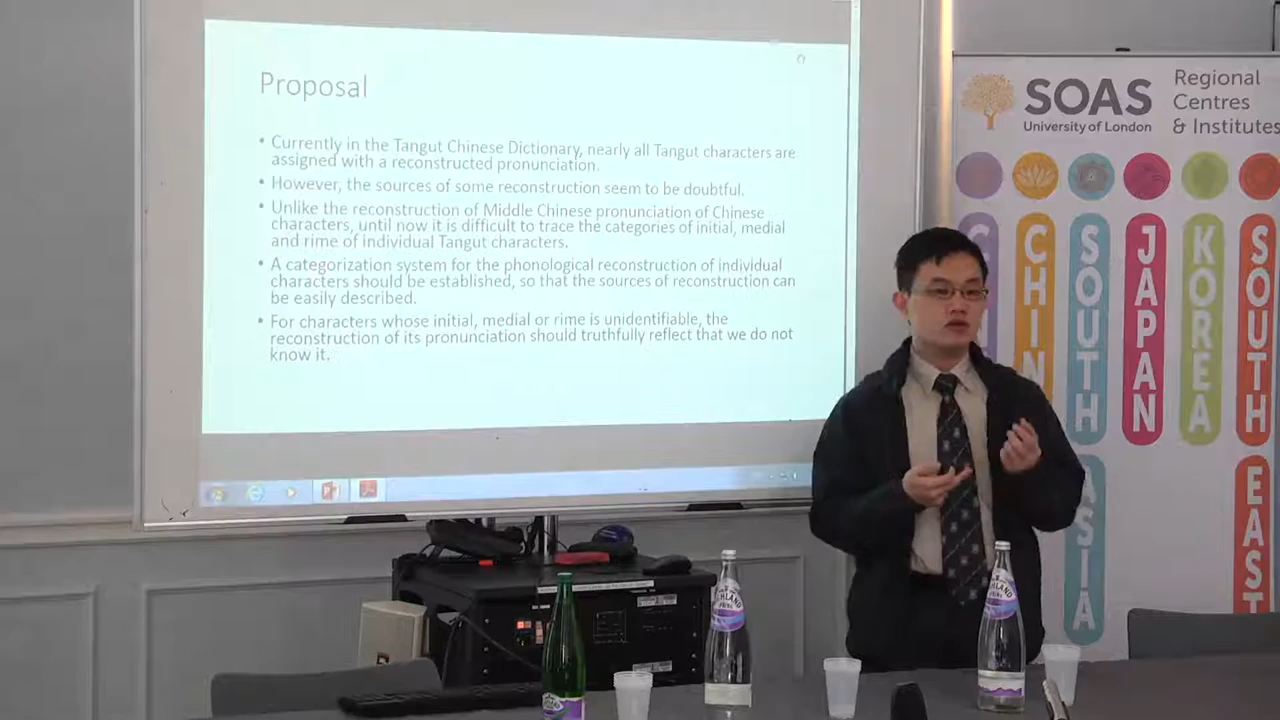 Proposal
• Currently in the Tangut Chinese Dictionary, nearly all Tangut characters are
assigned with a reconstructed pronunciation.
• However, the sources of some reconstruction seem to be doubtful.
• Unlike the reconstruction of Middle Chinese pronunciation of Chinese
characters, until now it is difficult to trace the categories of initial, medial
and rime of individual Tangut characters.
• A categorization system for the phonological reconstruction of individual
characters should be established, so that the sources of reconstruction can
be easily described.
• For characters whose initial, medial or rime is unidentifiable, the
reconstruction of its pronunciation should truthfully reflect that we do not
know it.
SOAS
University of London
Regional
Centres
& Institutes
CHIN
SOUTH
ASIA
JAPAN
KOREA
SOUTH
EAST